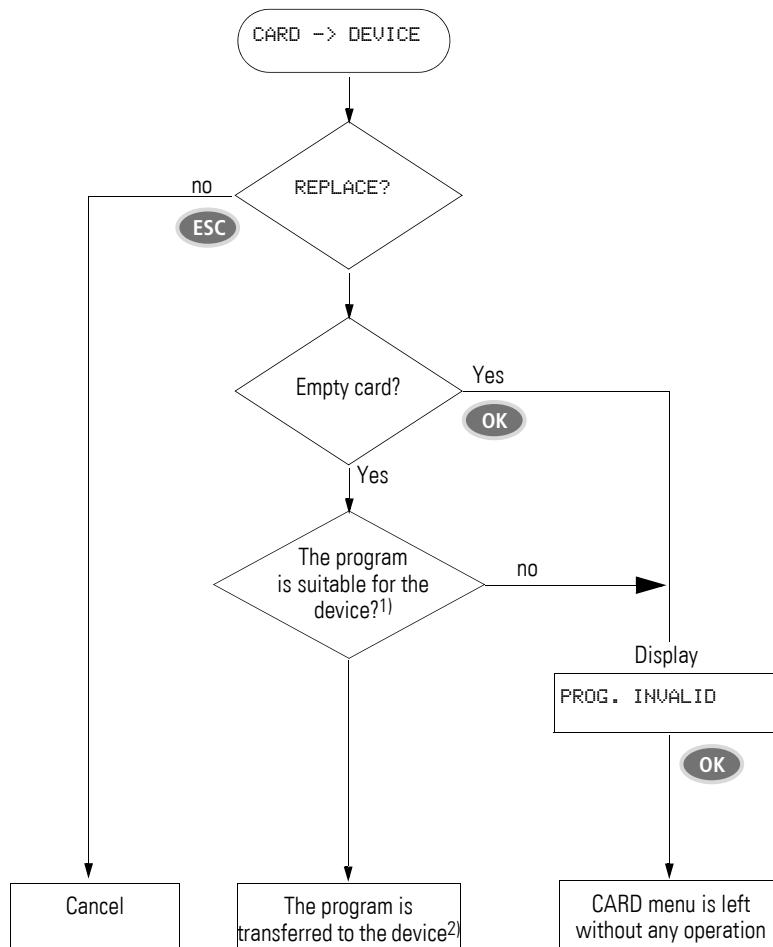 CARD -> DEVICE
REPLACE?
no
ESC
Empty card?
Yes
OK
Yes
The program
is suitable for the
device?1)
no
Display
PROG. INVALID
OK
Cancel
The program is
transferred to the device2)
CARD menu is left
without any operation